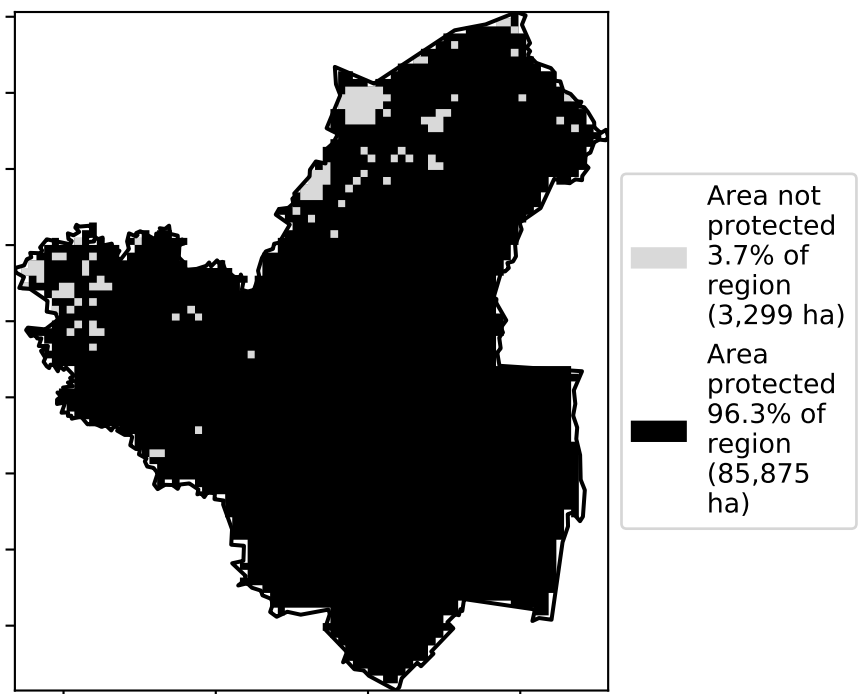 Area not
protected
3.7% of
region
(3,299 ha)
Area
protected
96.3% of
region
(85,875
ha)